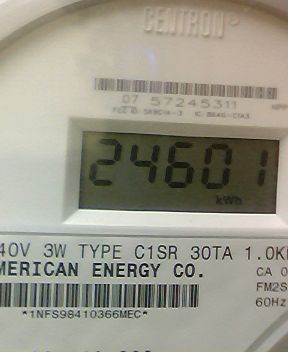 CENTRON
07 57245311
24601
kWh
40V 3W TYPE C1SR 30TA 1.0K
MERICAN ENERGY CO.
CA 0
FM2S
60Hz
*1NFS98410366MEC*